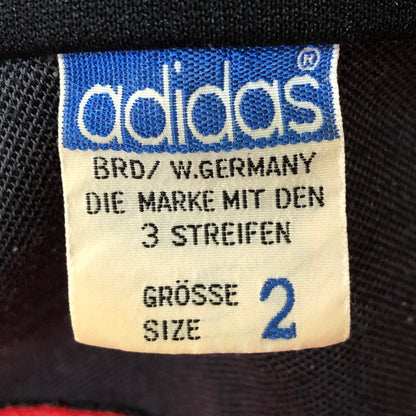 adidas®
BRD/ W.GERMANY
DIE MARKE MIT DEN
3 STREIFEN
GRÖSSE
SIZE 2